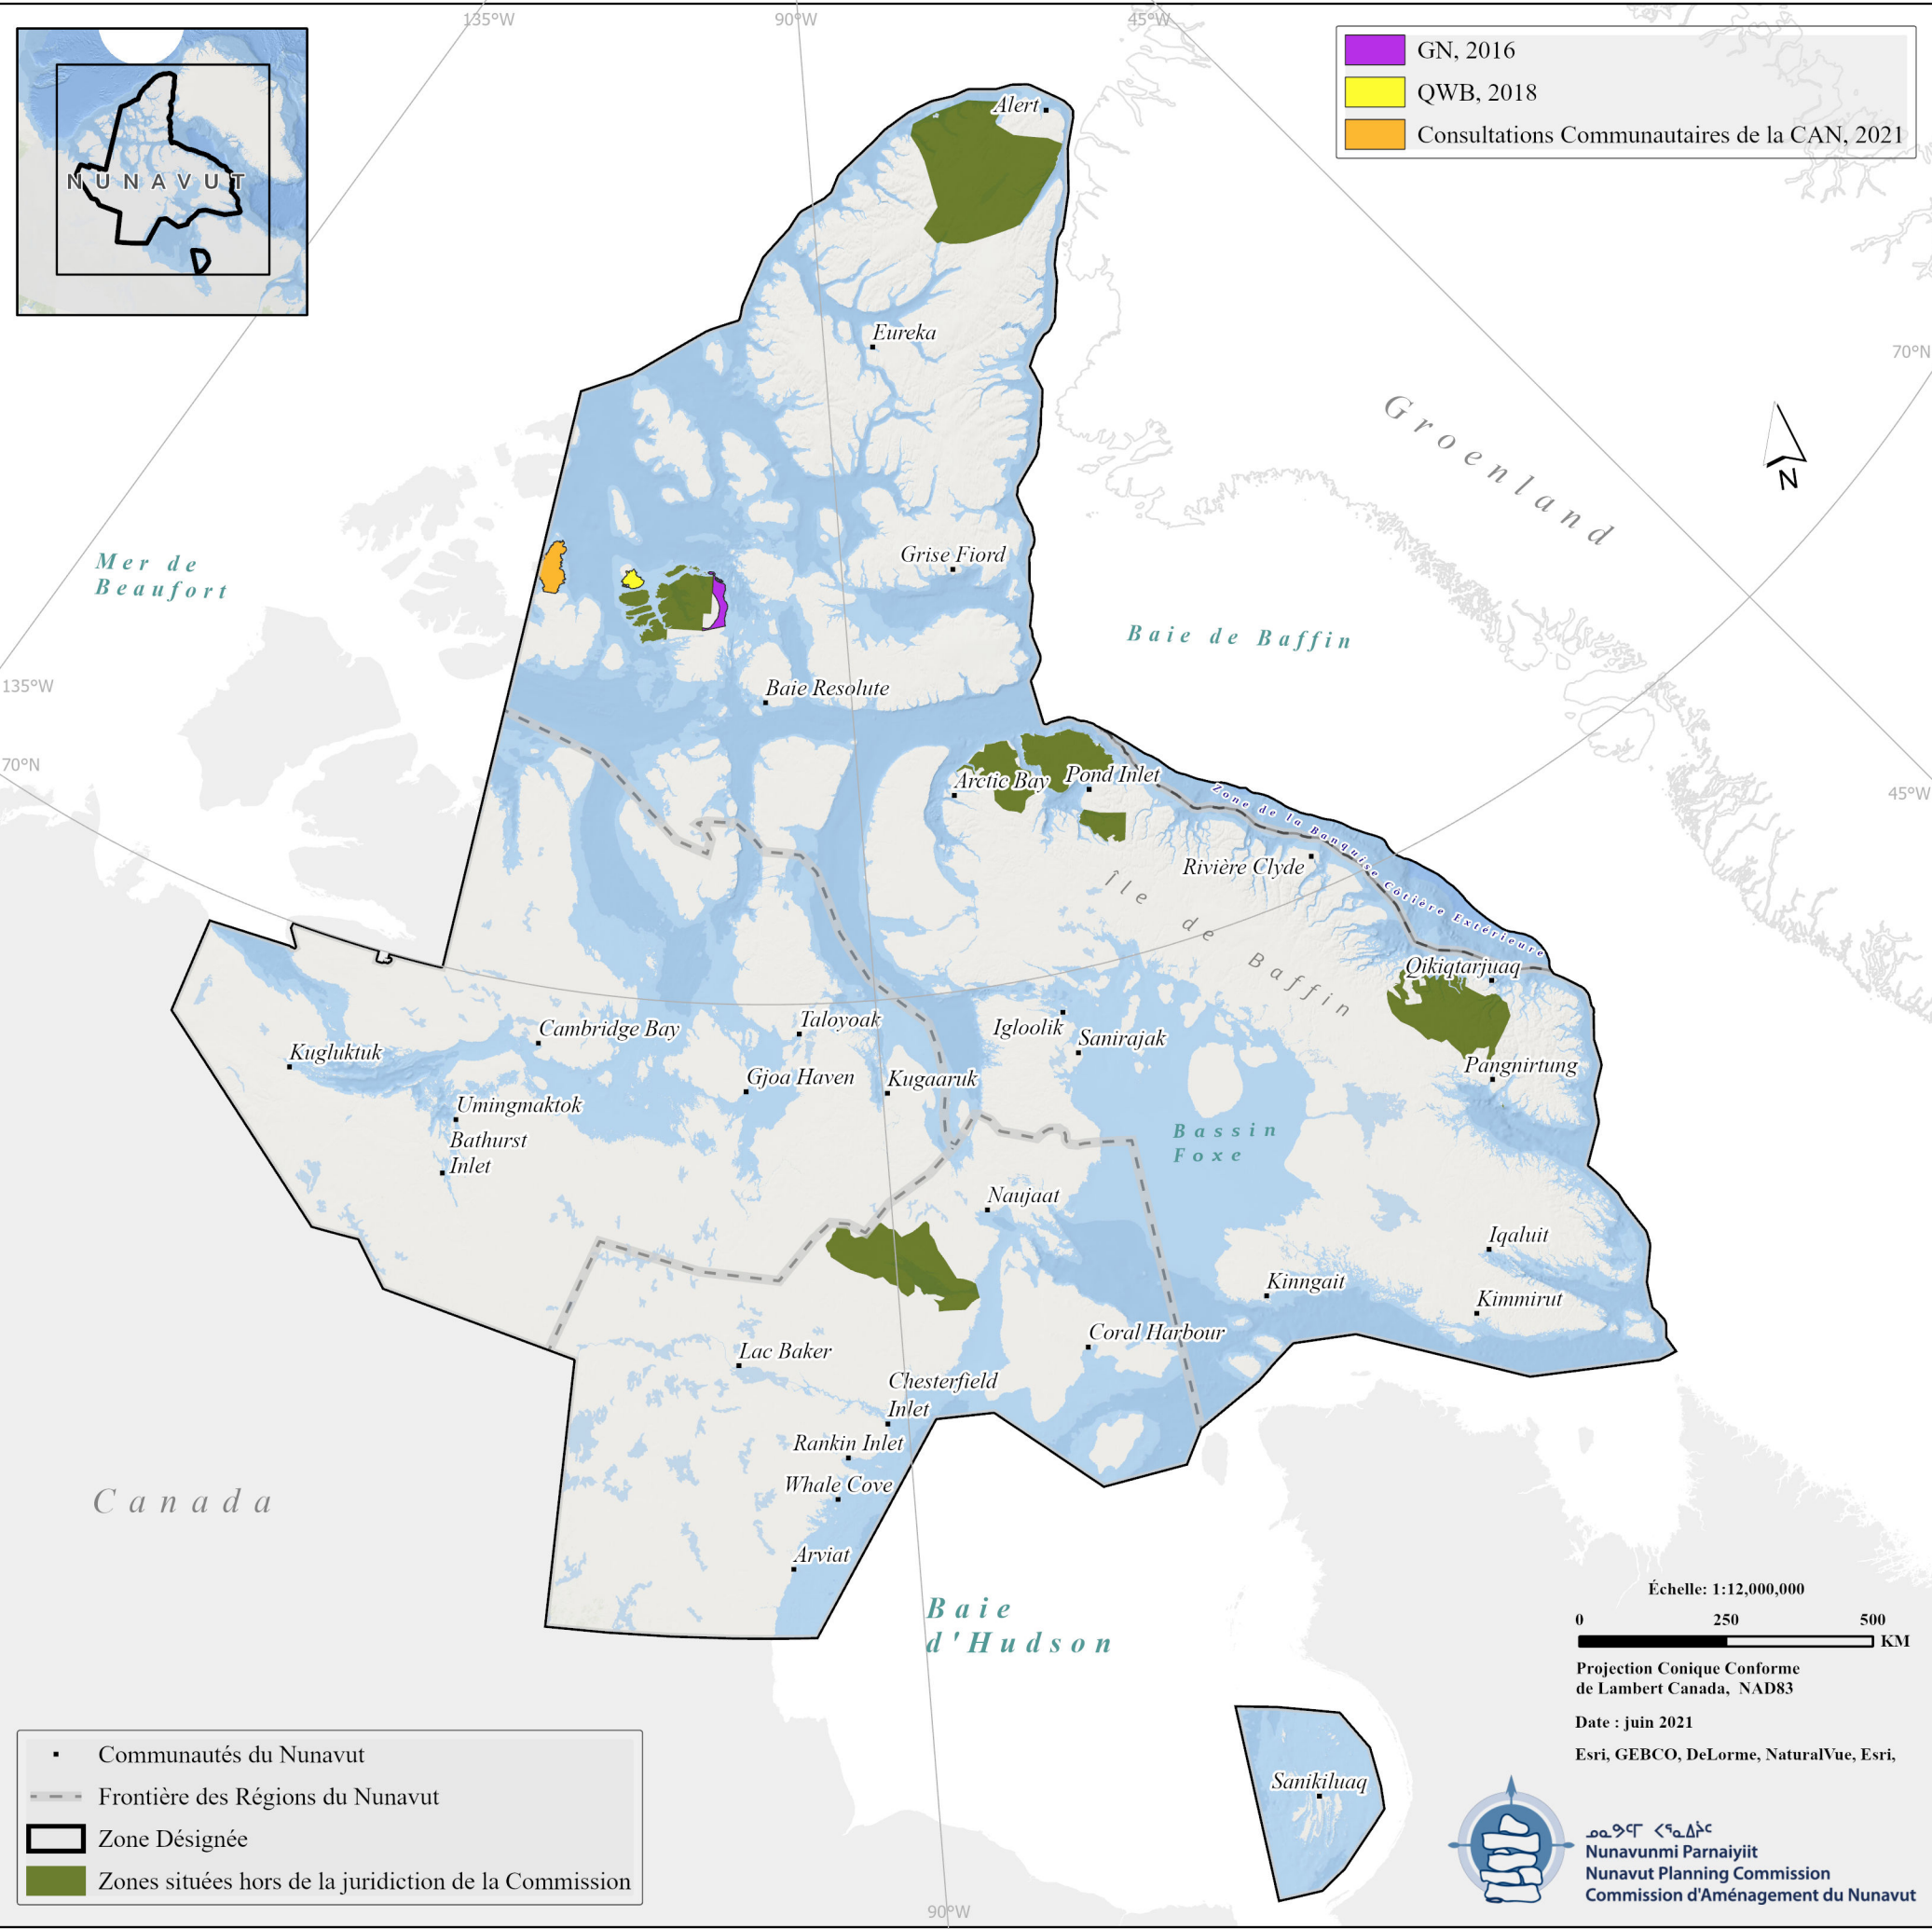 135°W
90°W
45°W
NUNAVUT
GN, 2016
QWB, 2018
Consultations Communautaires de la CAN, 2021
Alert
Eureka
70°N
Groenland
N
Grise Fiord
Mer de
Beaufort
Baie de Baffin
135°W
Baie Resolute
70°N
Arctic Bay
Pond Inlet
45°W
Zone de la Banquise Côtière Extérieure
Rivière Clyde
Île de Baffin
Qikiqtarjuaq
Cambridge Bay
Taloyoak
Igloolik
Sanirajak
Kugluktuk
Gjoa Haven
Kugaaruk
Pangnirtung
Umingmaktok
Bathurst
Inlet
Bassin
Foxe
Naujaat
Iqaluit
Kinngait
Kimmirut
Coral Harbour
Lac Baker
Chesterfield
Inlet
Rankin Inlet
Whale Cove
Canada
Arviat
Baie
d'Hudson
Échelle: 1:12,000,000
0 250 500
KM
Projection Conique Conforme
de Lambert Canada, NAD83
Date : juin 2021
Esri, GEBCO, DeLorme, NaturalVue, Esri,
Communautés du Nunavut
Frontière des Régions du Nunavut
Zone Désignée
Zones situées hors de la juridiction de la Commission
Sanikiluaq
ᓄᓇᕗᒻᒥ ᐸᕐᓇᐃᔨᑦ
Nunavunmi Parnaiyiit
Nunavut Planning Commission
Commission d'Aménagement du Nunavut
90°W